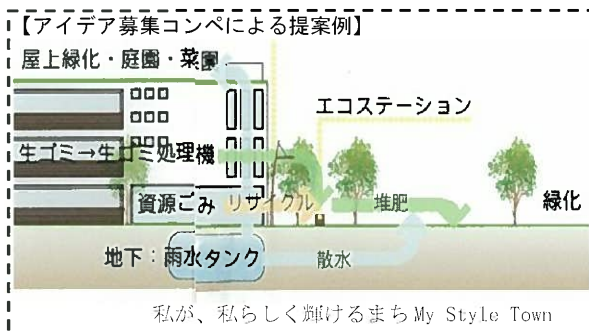 【アイデア募集コンペによる提案例】
屋上緑化・庭園・菜園
エコステーション
生ゴミ→生ゴミ処理機
資源ごみ リサイクル 堆肥 緑化
地下：雨水タンク 散水
私が、私らしく輝けるまち My Style Town